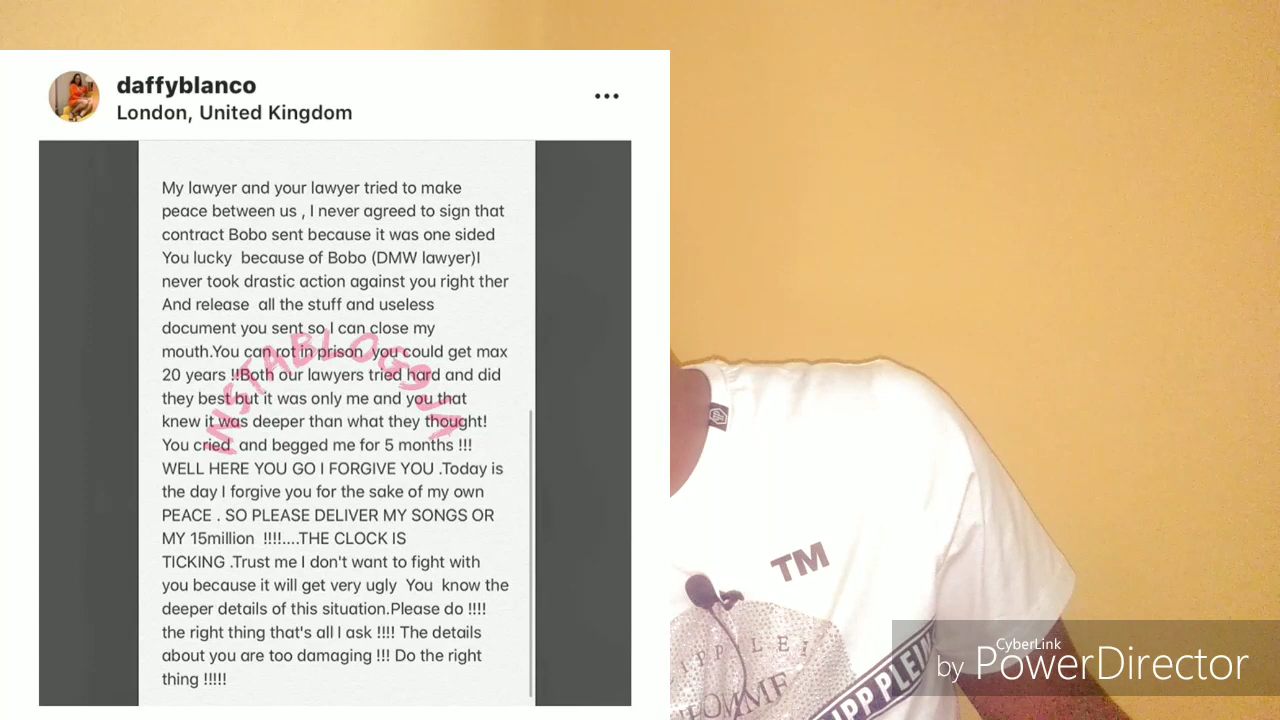 daffyblanco
London, United Kingdom
My lawyer and your lawyer tried to make
peace between us , I never agreed to sign that
contract Bobo sent because it was one sided
You lucky  because of Bobo (DMW lawyer)I
never took drastic action against you right ther
And release  all the stuff and useless
document you sent so I can close my
mouth.You can rot in prison  you could get max
20 years !!Both our lawyers tried hard and did
they best but it was only me and you that
knew it was deeper than what they thought!
You cried  and begged me for 5 months !!!
WELL HERE YOU GO I FORGIVE YOU .Today is
the day I forgive you for the sake of my own
PEACE . SO PLEASE DELIVER MY SONGS OR
MY 15million  !!!!....THE CLOCK IS
TICKING .Trust me I don't want to fight with
you because it will get very ugly  You  know the
deeper details of this situation.Please do !!!!
the right thing that's all I ask !!!! The details
about you are too damaging !!! Do the right
thing !!!!!
INSTABLOG9JA
TM
PLEIN
HOMME
PP PLEIN
CyberLink
by PowerDirector